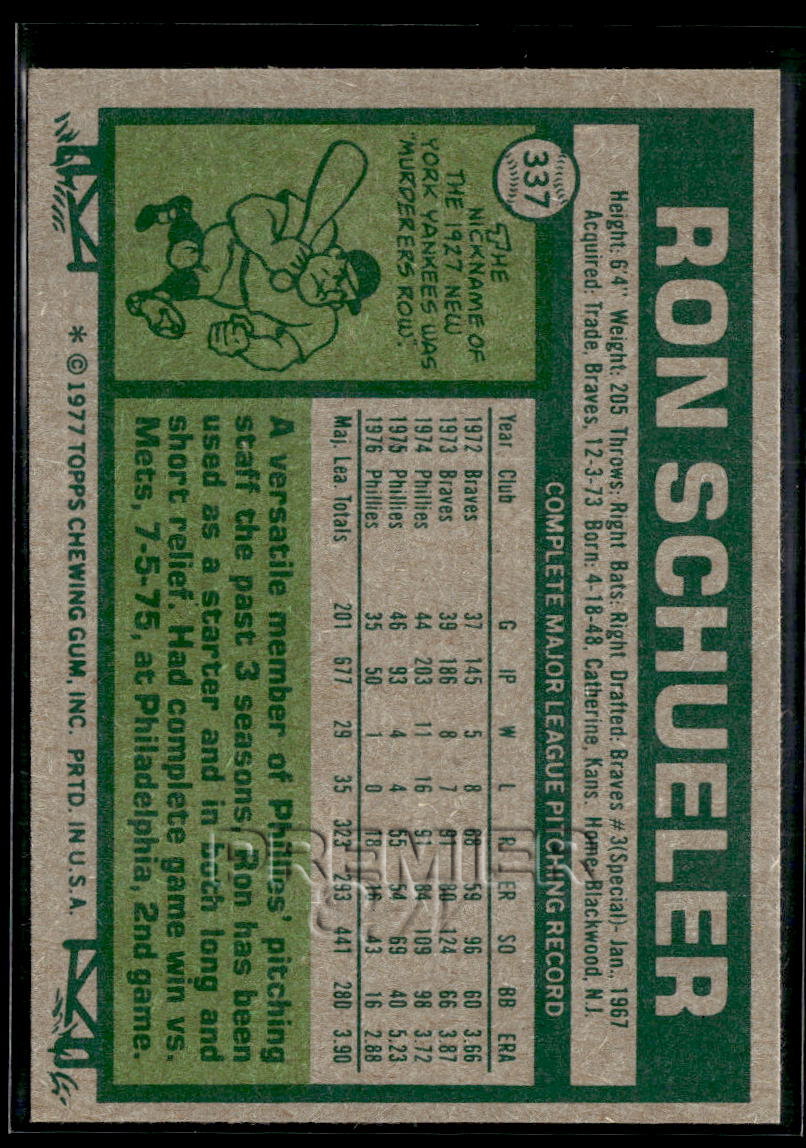 337
RON SCHUELER
Height: 6'4" Weight: 205 Throws: Right Bats: Right Drafted: Braves #3(Special)- Jan., 1967
Acquired: Trade, Braves, 12-3-73 Born: 4-18-48, Catherine, Kans. Home: Blackwood, N.J.
COMPLETE MAJOR LEAGUE PITCHING RECORD
Year Club G IP W L R ER SO BB ERA
1972 Braves 37 145 5 8 68 59 96 60 3.66
1973 Braves 39 186 8 7 91 80 124 66 3.87
1974 Phillies 44 203 11 16 91 84 109 98 3.72
1975 Phillies 46 93 4 4 55 54 69 40 5.23
1976 Phillies 35 50 1 0 18 16 43 16 2.88
Maj. Lea. Totals 201 677 29 35 323 293 441 280 3.90
THE
NICKNAME OF
THE 1927 NEW
YORK YANKEES WAS
"MURDERERS ROW."
A versatile member of Phillies' pitching
staff the past 3 seasons, Ron has been
used as a starter and in both long and
short relief. Had complete game win vs.
Mets, 7-5-75, at Philadelphia, 2nd game.
* © 1977 TOPPS CHEWING GUM, INC. PRTD. IN U.S.A.
PREMIER